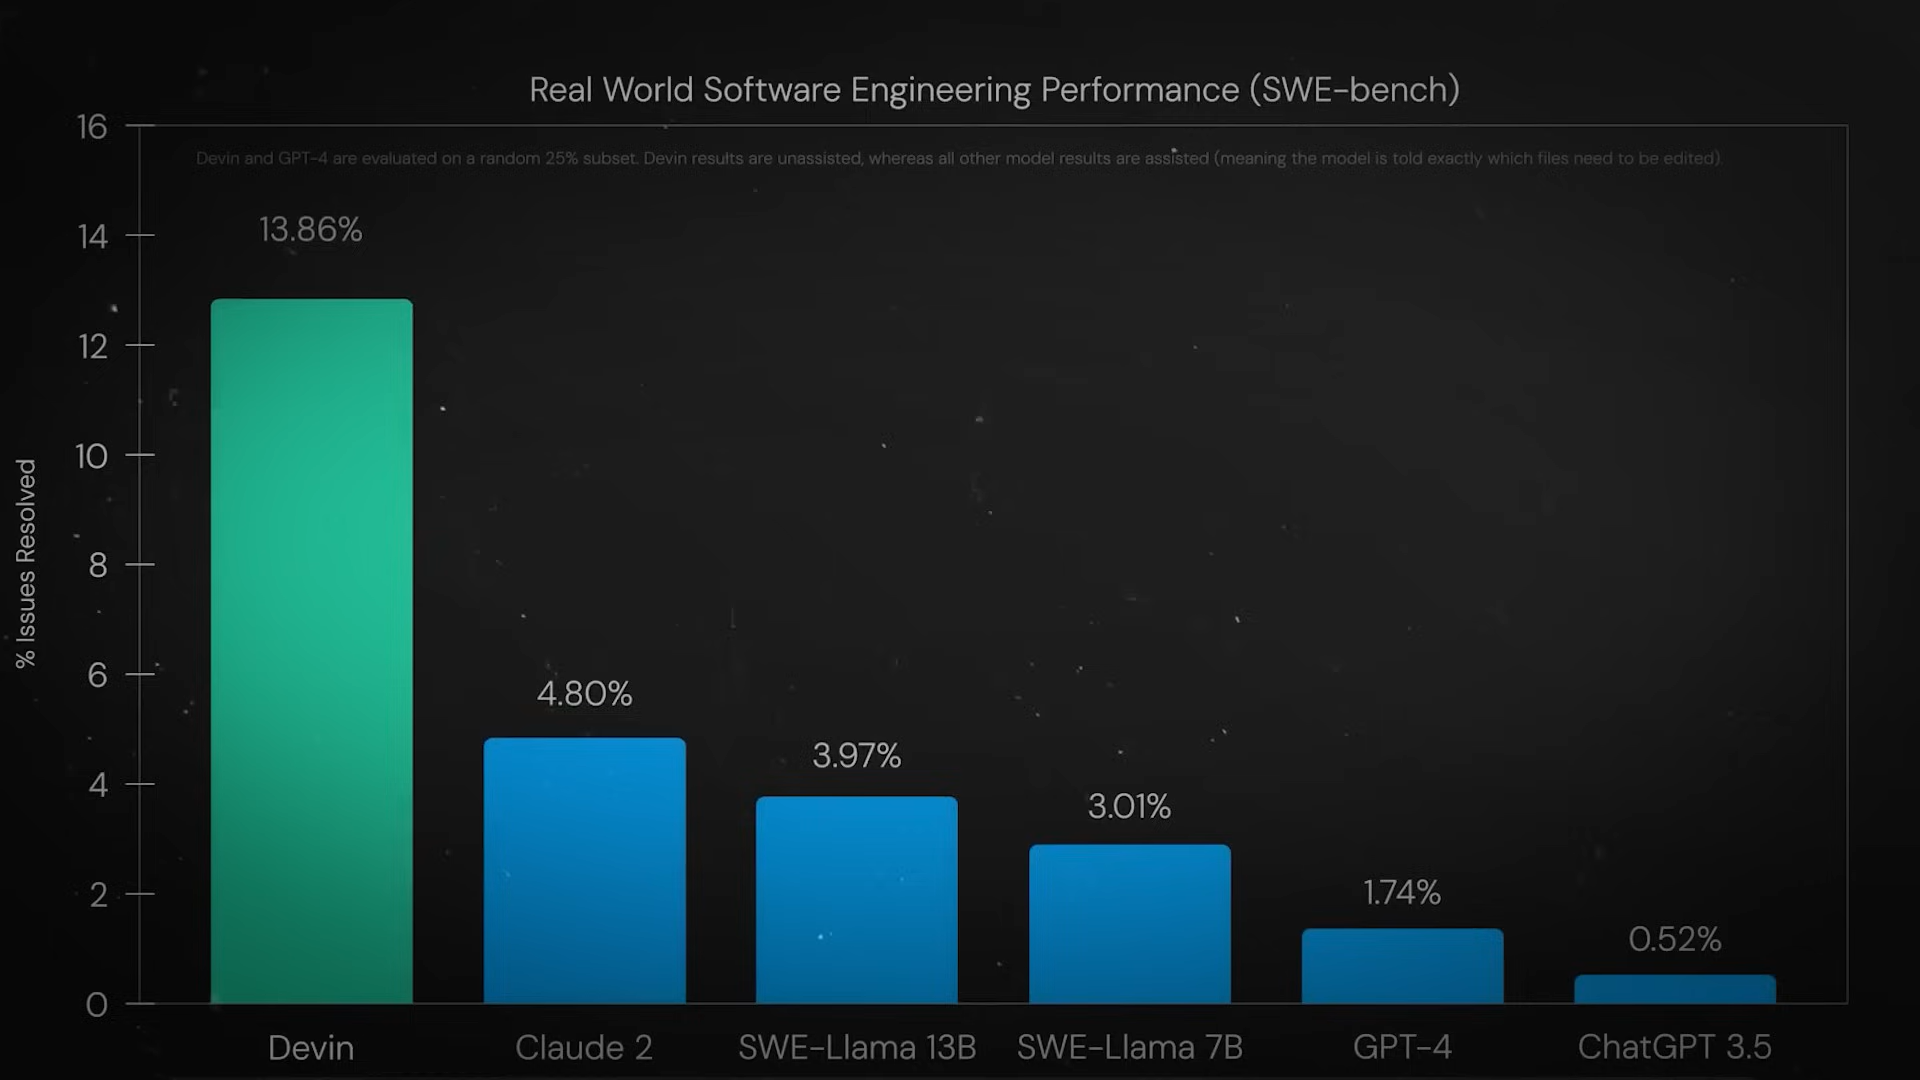 Real World Software Engineering Performance (SWE-bench)
Devin and GPT-4 are evaluated on a random 25% subset. Devin results are unassisted, whereas all other model results are assisted (meaning the model is told exactly which files need to be edited).
% Issues Resolved
16
14
12
10
8
6
4
2
0
13.86%
4.80%
3.97%
3.01%
1.74%
0.52%
Devin
Claude 2
SWE-Llama 13B
SWE-Llama 7B
GPT-4
ChatGPT 3.5